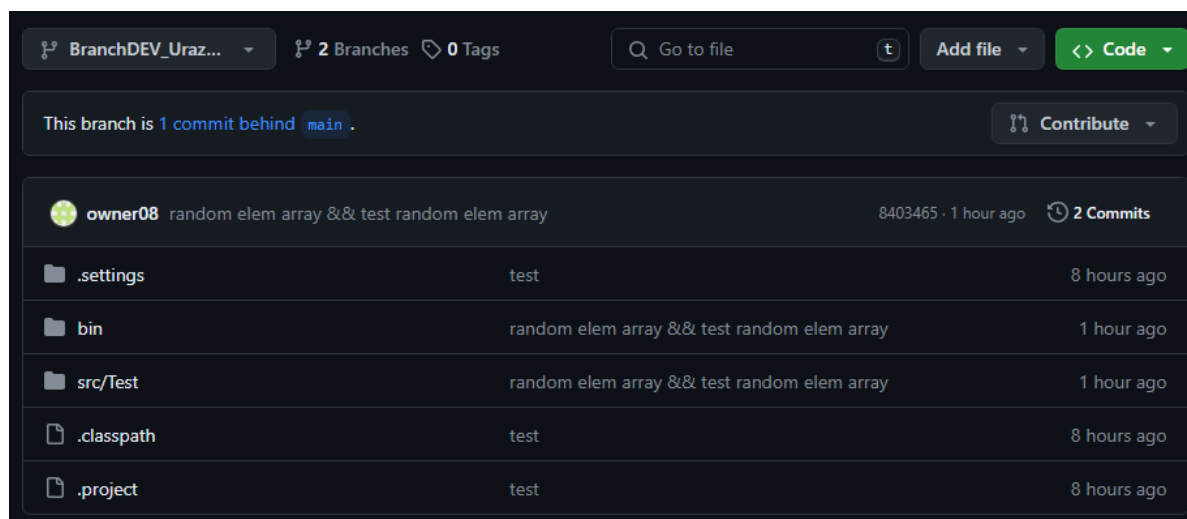 BranchDEV_Uraz... 2 Branches 0 Tags Go to file t Add file <> Code
This branch is 1 commit behind main . Contribute
owner08 random elem array && test random elem array 8403465 · 1 hour ago 2 Commits
.settings test 8 hours ago
bin random elem array && test random elem array 1 hour ago
src/Test random elem array && test random elem array 1 hour ago
.classpath test 8 hours ago
.project test 8 hours ago